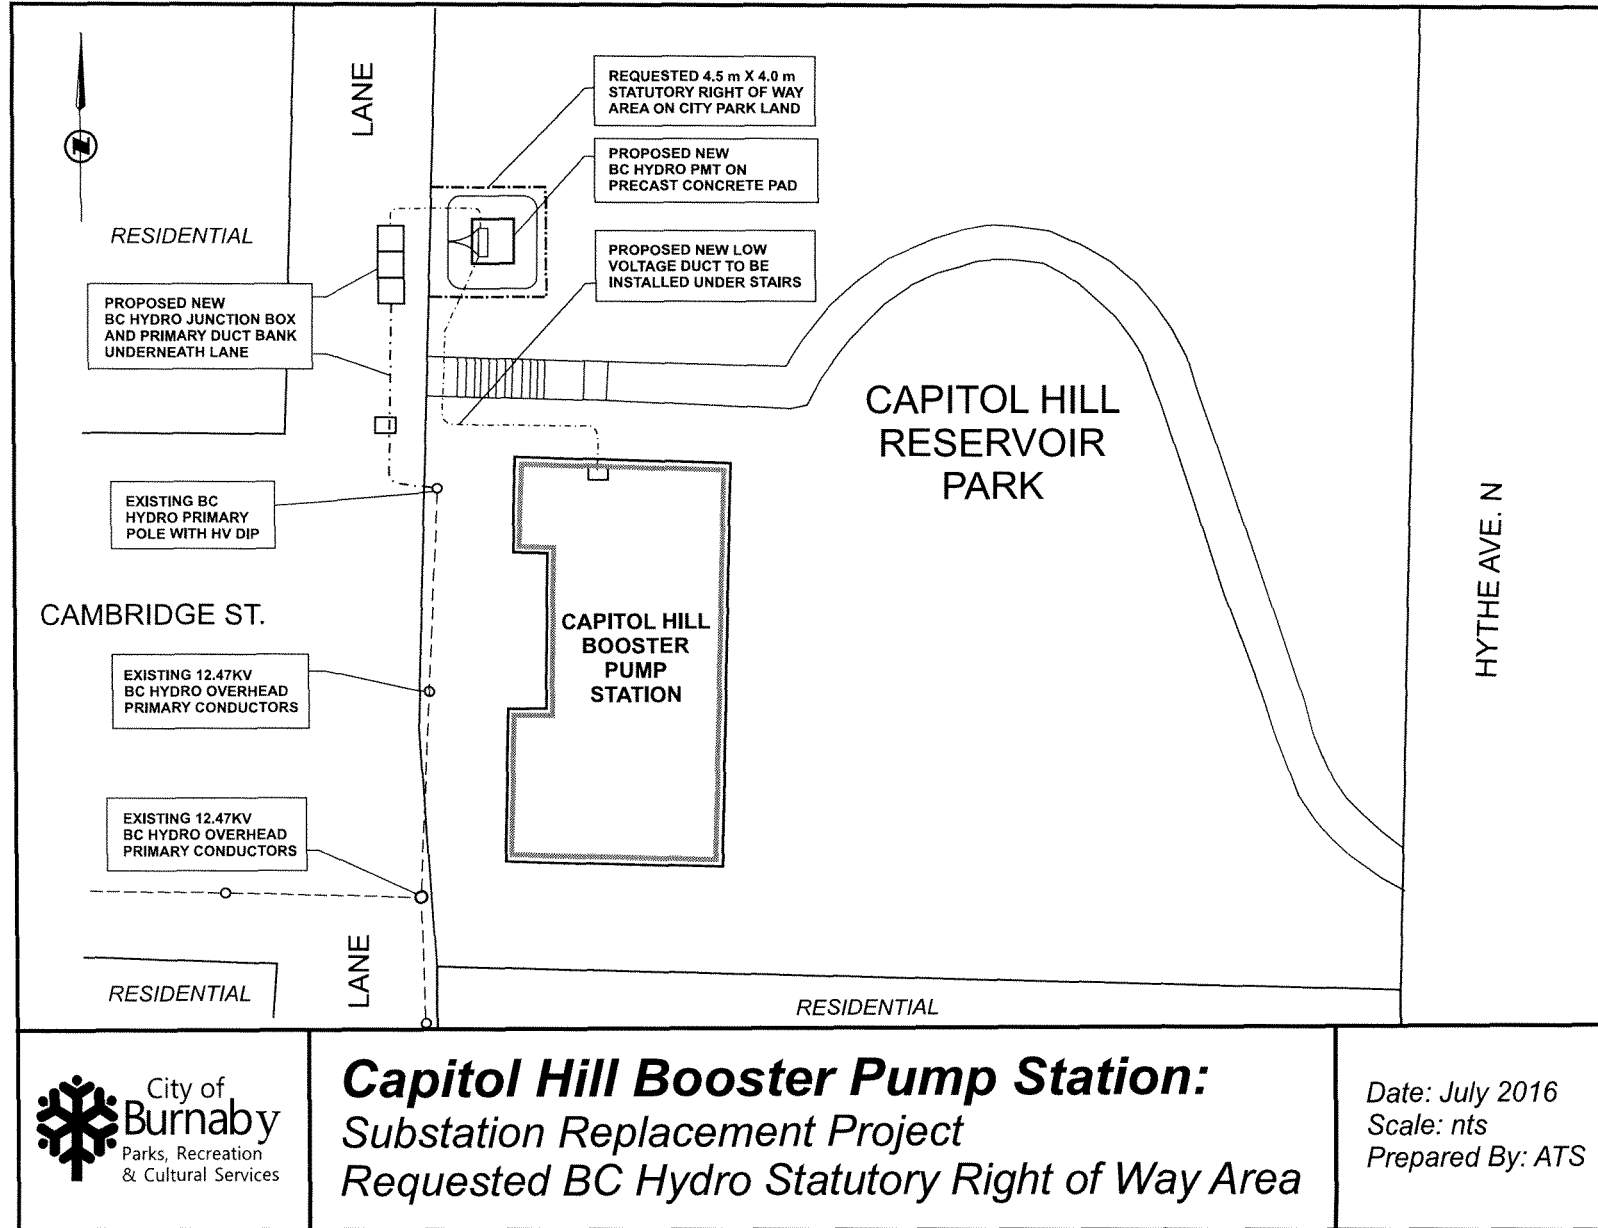 LANE
REQUESTED 4.5 m X 4.0 m
STATUTORY RIGHT OF WAY
AREA ON CITY PARK LAND
N
PROPOSED NEW
BC HYDRO PMT ON
PRECAST CONCRETE PAD
RESIDENTIAL
PROPOSED NEW LOW
VOLTAGE DUCT TO BE
INSTALLED UNDER STAIRS
PROPOSED NEW
BC HYDRO JUNCTION BOX
AND PRIMARY DUCT BANK
UNDERNEATH LANE
CAPITOL HILL
RESERVOIR
PARK
EXISTING BC
HYDRO PRIMARY
POLE WITH HV DIP
HYTHE AVE. N
CAMBRIDGE ST.
CAPITOL HILL
BOOSTER
PUMP
STATION
EXISTING 12.47KV
BC HYDRO OVERHEAD
PRIMARY CONDUCTORS
EXISTING 12.47KV
BC HYDRO OVERHEAD
PRIMARY CONDUCTORS
LANE
RESIDENTIAL
RESIDENTIAL
City of
Burnaby
Parks, Recreation
& Cultural Services
Capitol Hill Booster Pump Station:
Substation Replacement Project
Requested BC Hydro Statutory Right of Way Area
Date: July 2016
Scale: nts
Prepared By: ATS